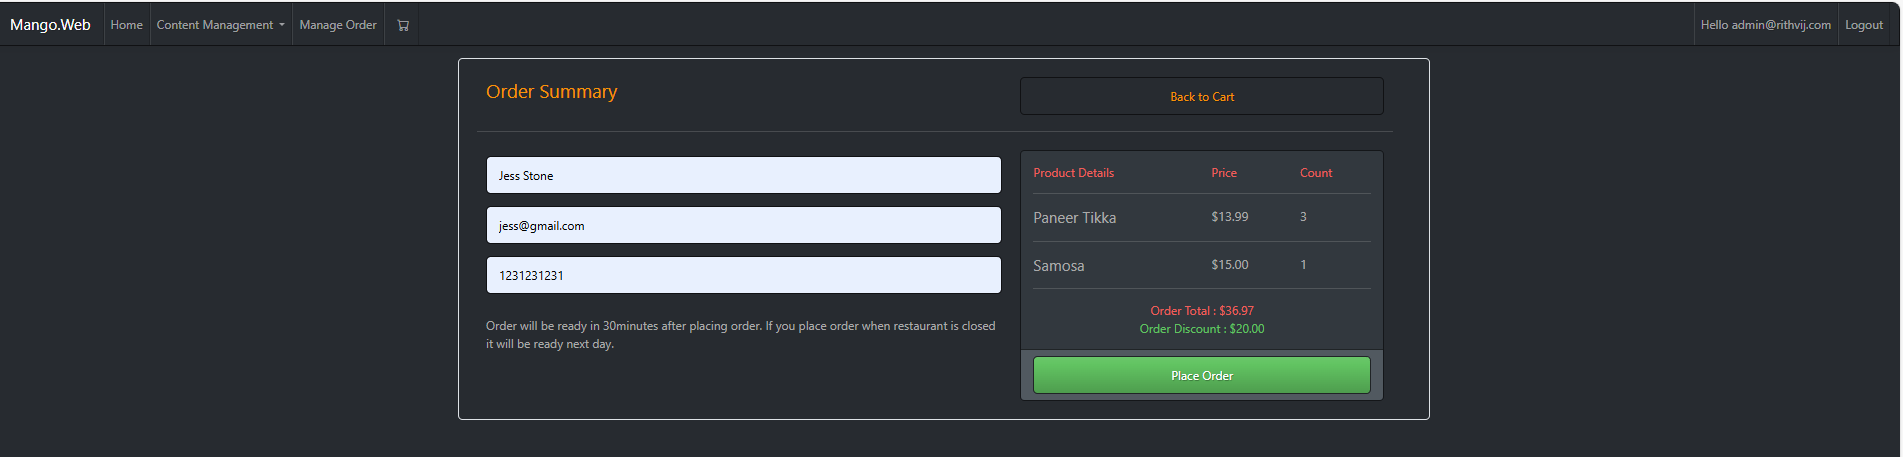 Mango.Web Home Content Management Manage Order Hello admin@rithvij.com Logout
Order Summary
Back to Cart
Jess Stone
jess@gmail.com
1231231231
Order will be ready in 30minutes after placing order. If you place order when restaurant is closed
it will be ready next day.
Product Details Price Count
Paneer Tikka $13.99 3
Samosa $15.00 1
Order Total : $36.97
Order Discount : $20.00
Place Order